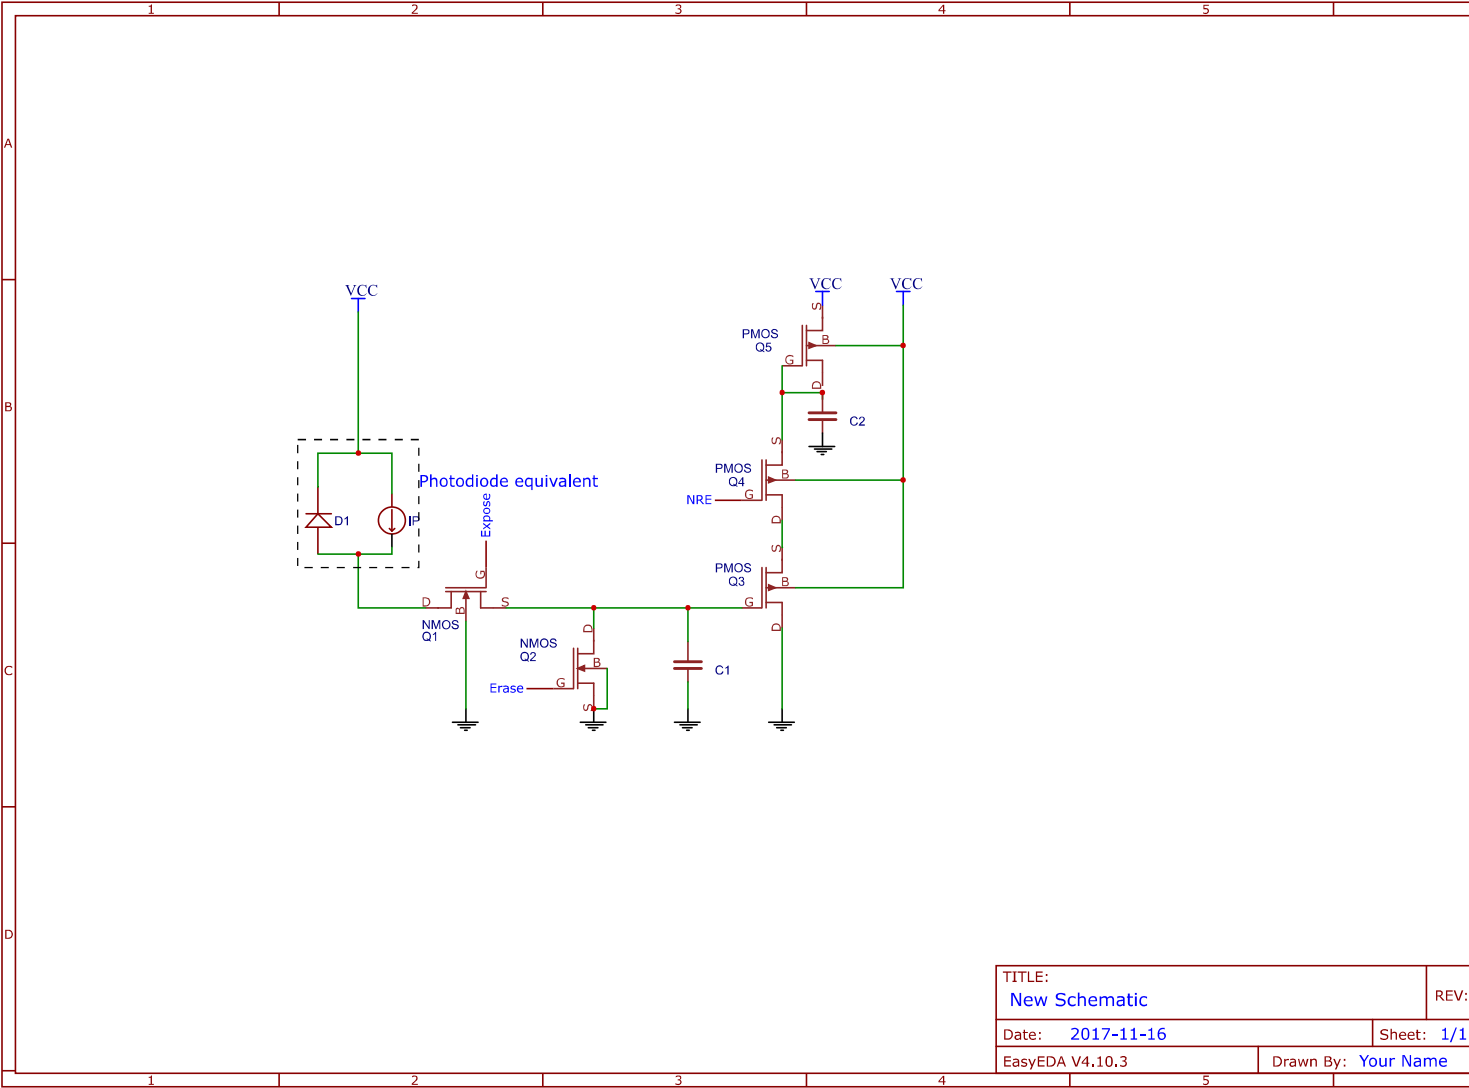 1 2 3 4 5
A
B
C
D
VCC
VCC
VCC
S
PMOS
Q5
B
G
D
C2
Photodiode equivalent
Expose
D1
IP
S
PMOS
Q4
B
NRE
G
D
S
PMOS
Q3
B
G
D
G
D
S
B
NMOS
Q1
D
NMOS
Q2
B
Erase
G
S
C1
TITLE:
New Schematic
REV:
Date: 2017-11-16
Sheet: 1/1
EasyEDA V4.10.3
Drawn By: Your Name
1 2 3 4 5